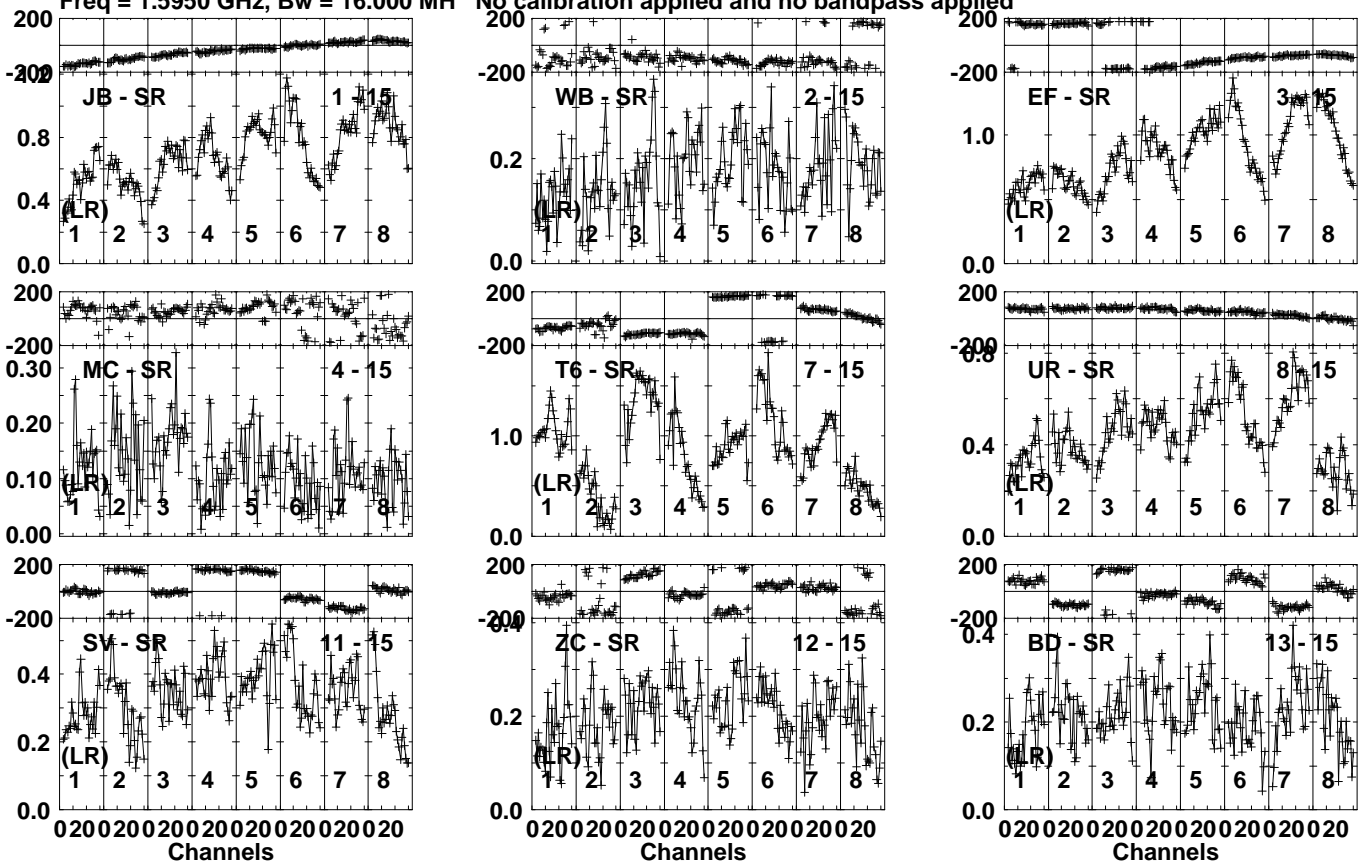 Freq = 1.5950 GHz, Bw = 16.000 MH No calibration applied and no bandpass applied
200
-200
1.2
0.8
0.4
0.0
JB - SR 1 - 15
(LR)
1 2 3 4 5 6 7 8
200
-200
0.2
0.0
WB - SR 2 - 15
(LR)
1 2 3 4 5 6 7 8
200
-200
1.0
0.0
EF - SR 3 - 15
(LR)
1 2 3 4 5 6 7 8
200
-200
0.30
0.20
0.10
0.00
MC - SR 4 - 15
(LR)
1 2 3 4 5 6 7 8
200
-200
1.0
0.0
T6 - SR 7 - 15
(LR)
1 2 3 4 5 6 7 8
200
-200
0.8
0.4
0.0
UR - SR 8 - 15
(LR)
1 2 3 4 5 6 7 8
200
-200
0.4
0.2
0.0
SV - SR 11 - 15
(LR)
1 2 3 4 5 6 7 8
0 20 0 20 0 20 0 20 0 20 0 20 0 20 0 20
Channels
200
-200
0.4
0.2
0.0
ZC - SR 12 - 15
(LR)
1 2 3 4 5 6 7 8
0 20 0 20 0 20 0 20 0 20 0 20 0 20 0 20
Channels
200
-200
0.4
0.2
0.0
BD - SR 13 - 15
(LR)
1 2 3 4 5 6 7 8
0 20 0 20 0 20 0 20 0 20 0 20 0 20 0 20
Channels